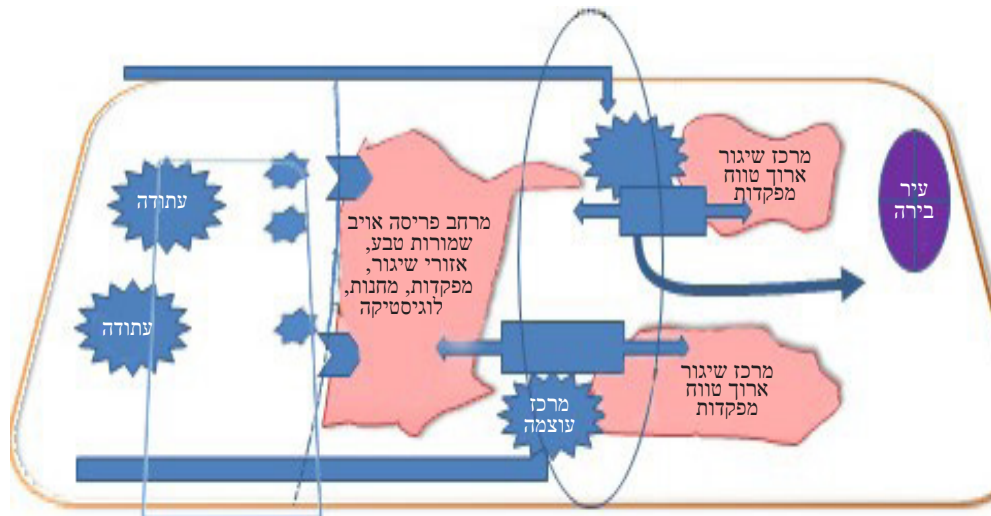 מרכז שיגור
ארוך טווח
מפקדות
עיר
בירה
עתודה
מרחב פריסה אויב
שמורות טבע,
אזורי שיגור,
מפקדות, מחנות,
לוגיסטיקה
עתודה
מרכז שיגור
ארוך טווח
מפקדות
מרכז
עוצמה